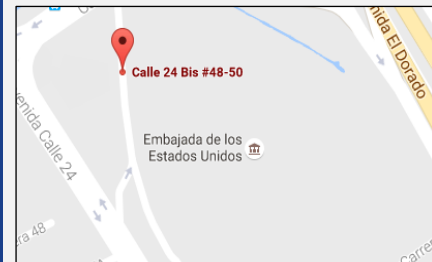 Calle 24 Bis #48-50
nida El Dorado
Embajada de los
Estados Unidos
enida Calle 24
era 48
Carre